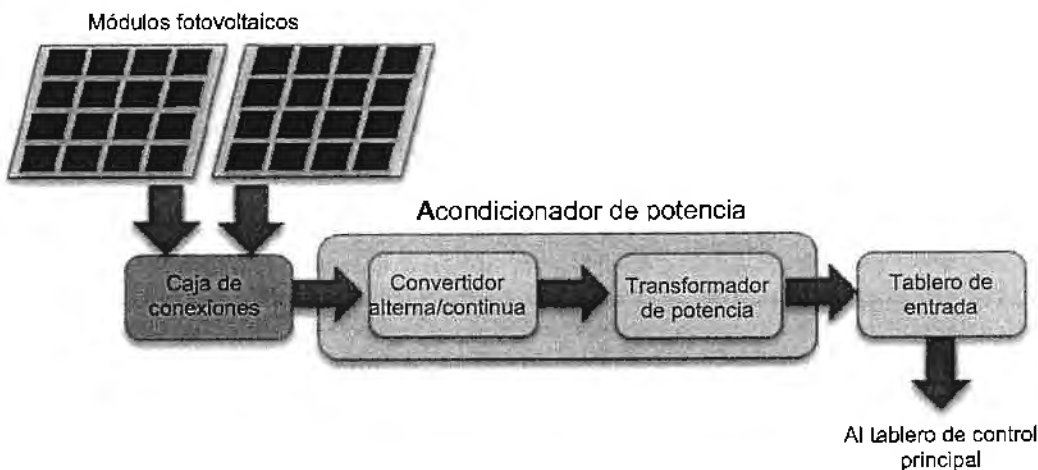 Módulos fotovoltaicos
Acondicionador de potencia
Caja de
conexiones
Convertidor
alterna/continua
Transformador
de potencia
Tablero de
entrada
Al tablero de control
principal